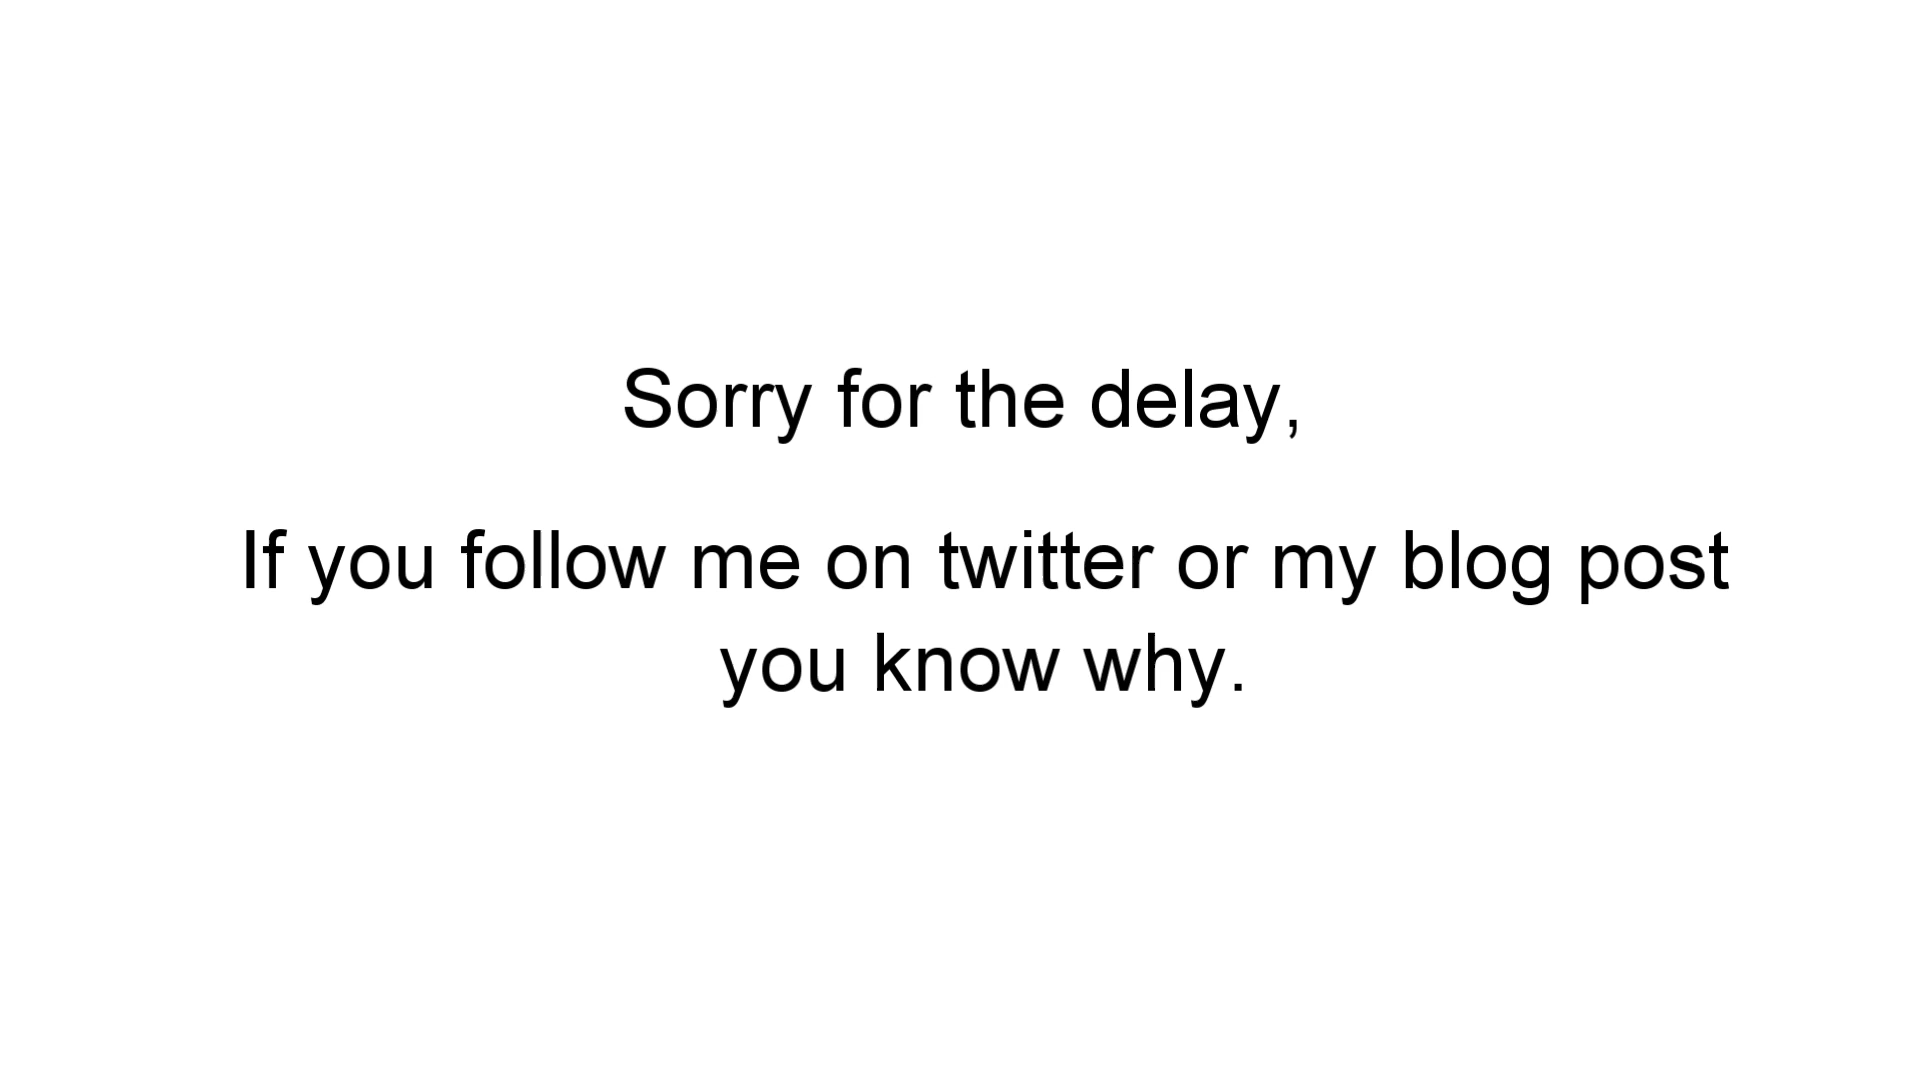 Sorry for the delay,
If you follow me on twitter or my blog post
you know why.